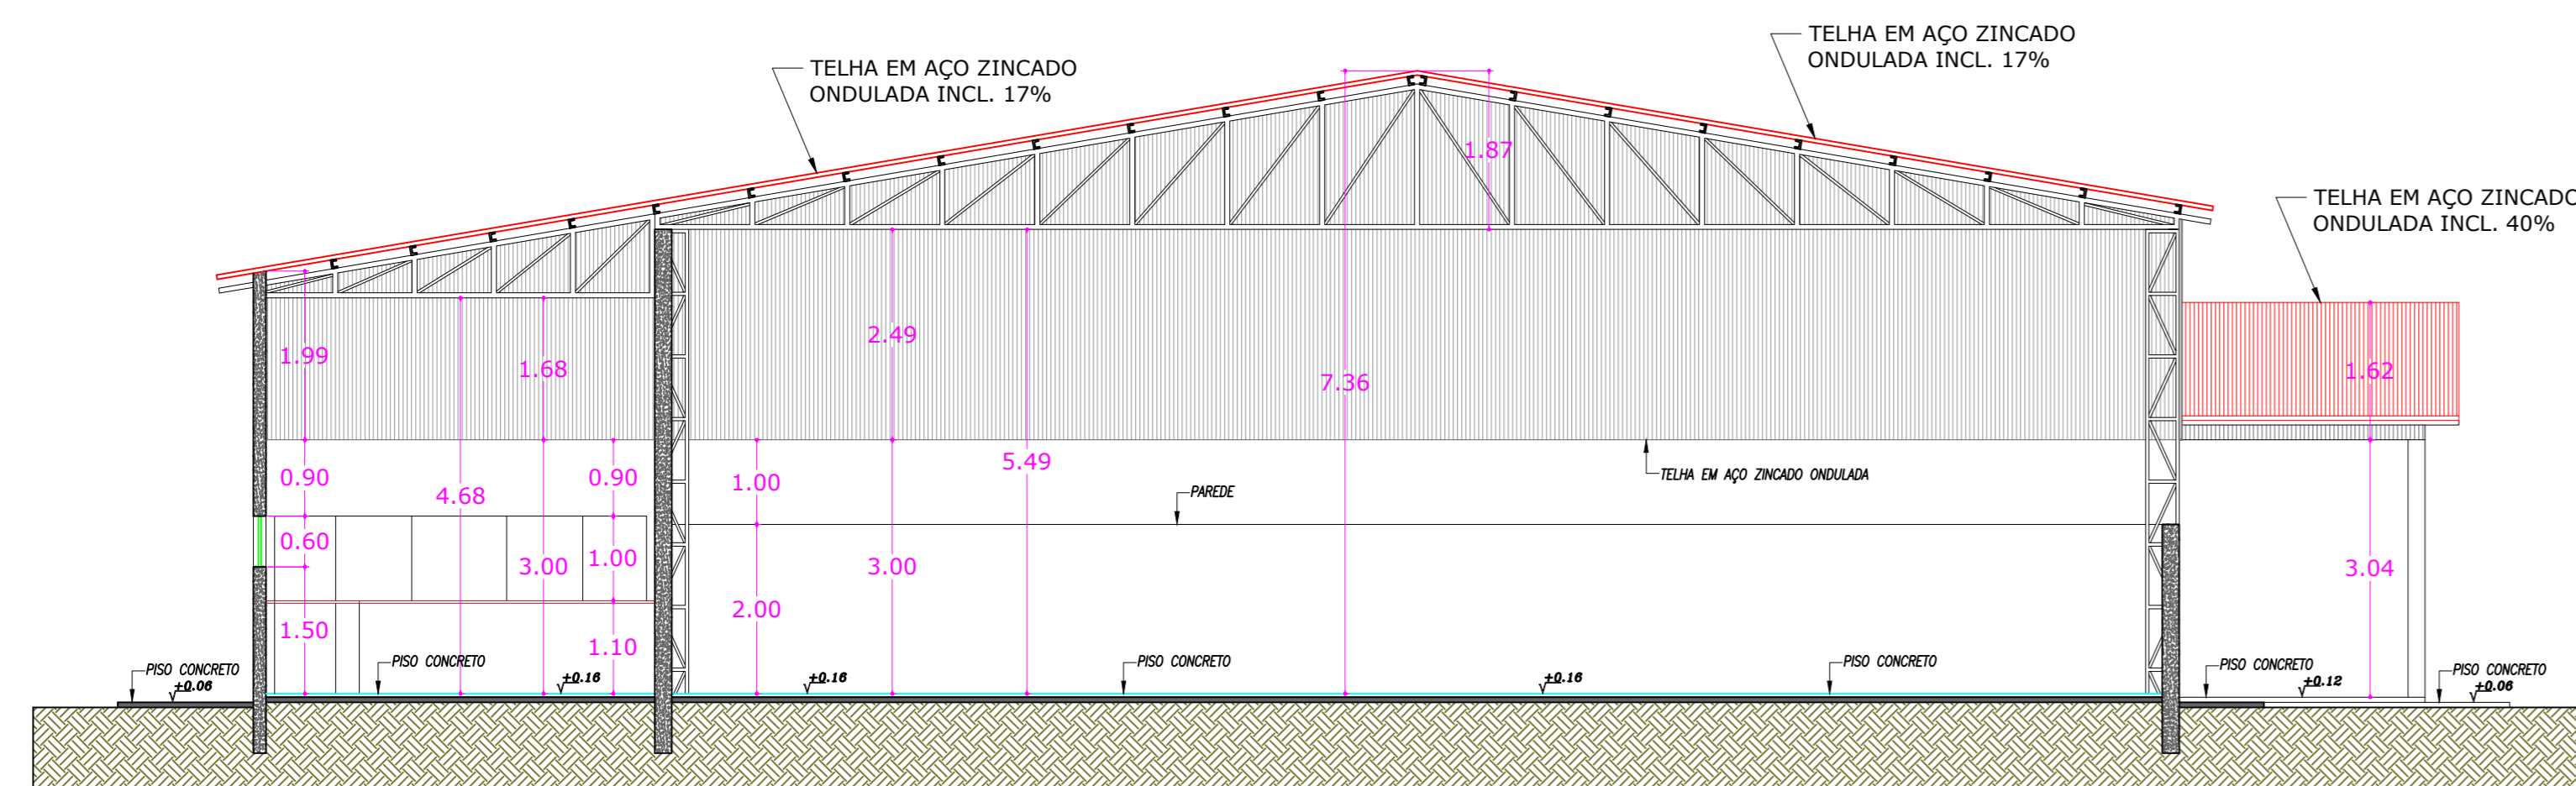 TELHA EM AÇO ZINCADO
ONDULADA INCL. 17%
TELHA EM AÇO ZINCADO
ONDULADA INCL. 17%
TELHA EM AÇO ZINCADO
ONDULADA INCL. 40%
1.87
2.49
1.99
1.68
7.36
1.62
5.49
0.90
0.90
1.00
4.68
TELHA EM AÇO ZINCADO ONDULADA
PAREDE
0.60
3.00
1.00
3.00
3.04
2.00
1.50
1.10
PISO CONCRETO
+0.06
PISO CONCRETO
+0.16
+0.16
PISO CONCRETO
+0.16
PISO CONCRETO
PISO CONCRETO
+0.12
PISO CONCRETO
+0.06